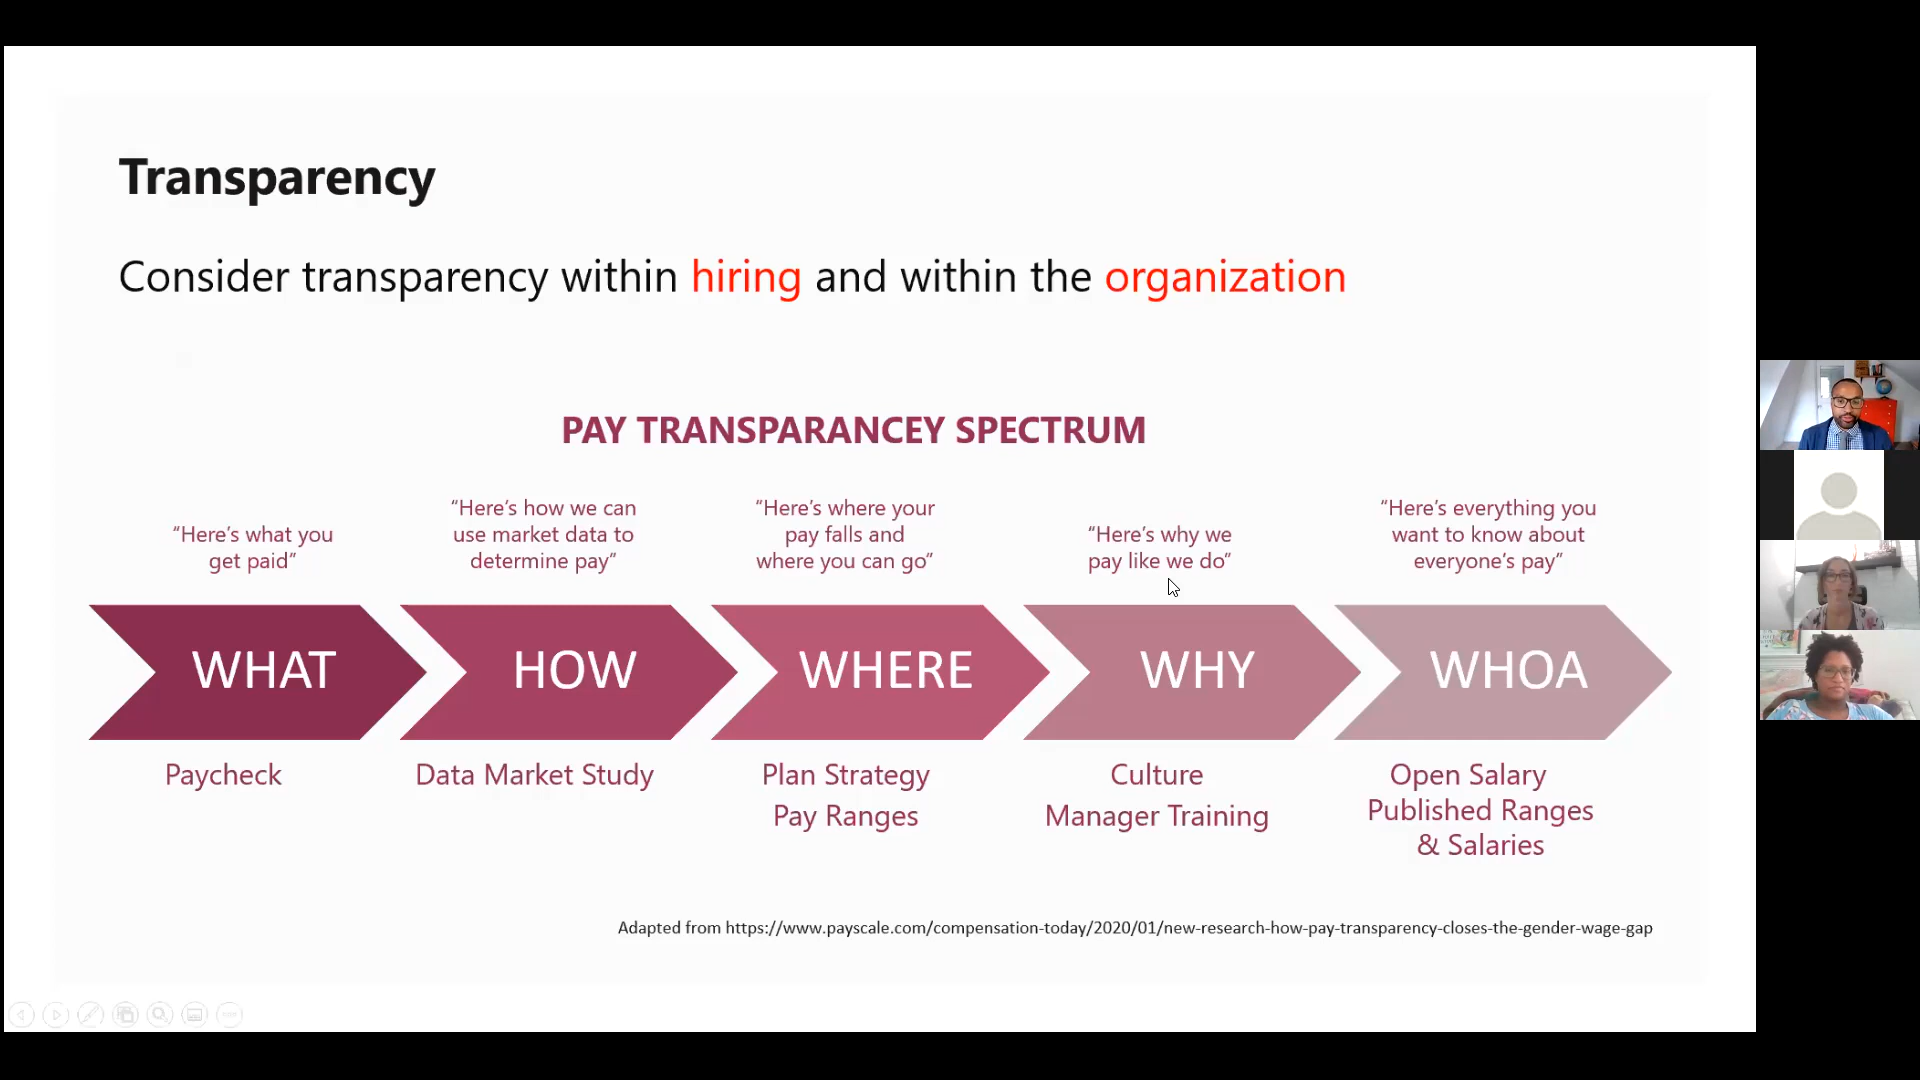 Transparency
Consider transparency within hiring and within the organization
PAY TRANSPARANCEY SPECTRUM
“Here’s what you
get paid”
“Here’s how we can
use market data to
determine pay”
“Here’s where your
pay falls and
where you can go”
“Here’s why we
pay like we do”
“Here’s everything you
want to know about
everyone’s pay”
WHAT
HOW
WHERE
WHY
WHOA
Paycheck
Data Market Study
Plan Strategy
Pay Ranges
Culture
Manager Training
Open Salary
Published Ranges
& Salaries
Adapted from https://www.payscale.com/compensation-today/2020/01/new-research-how-pay-transparency-closes-the-gender-wage-gap